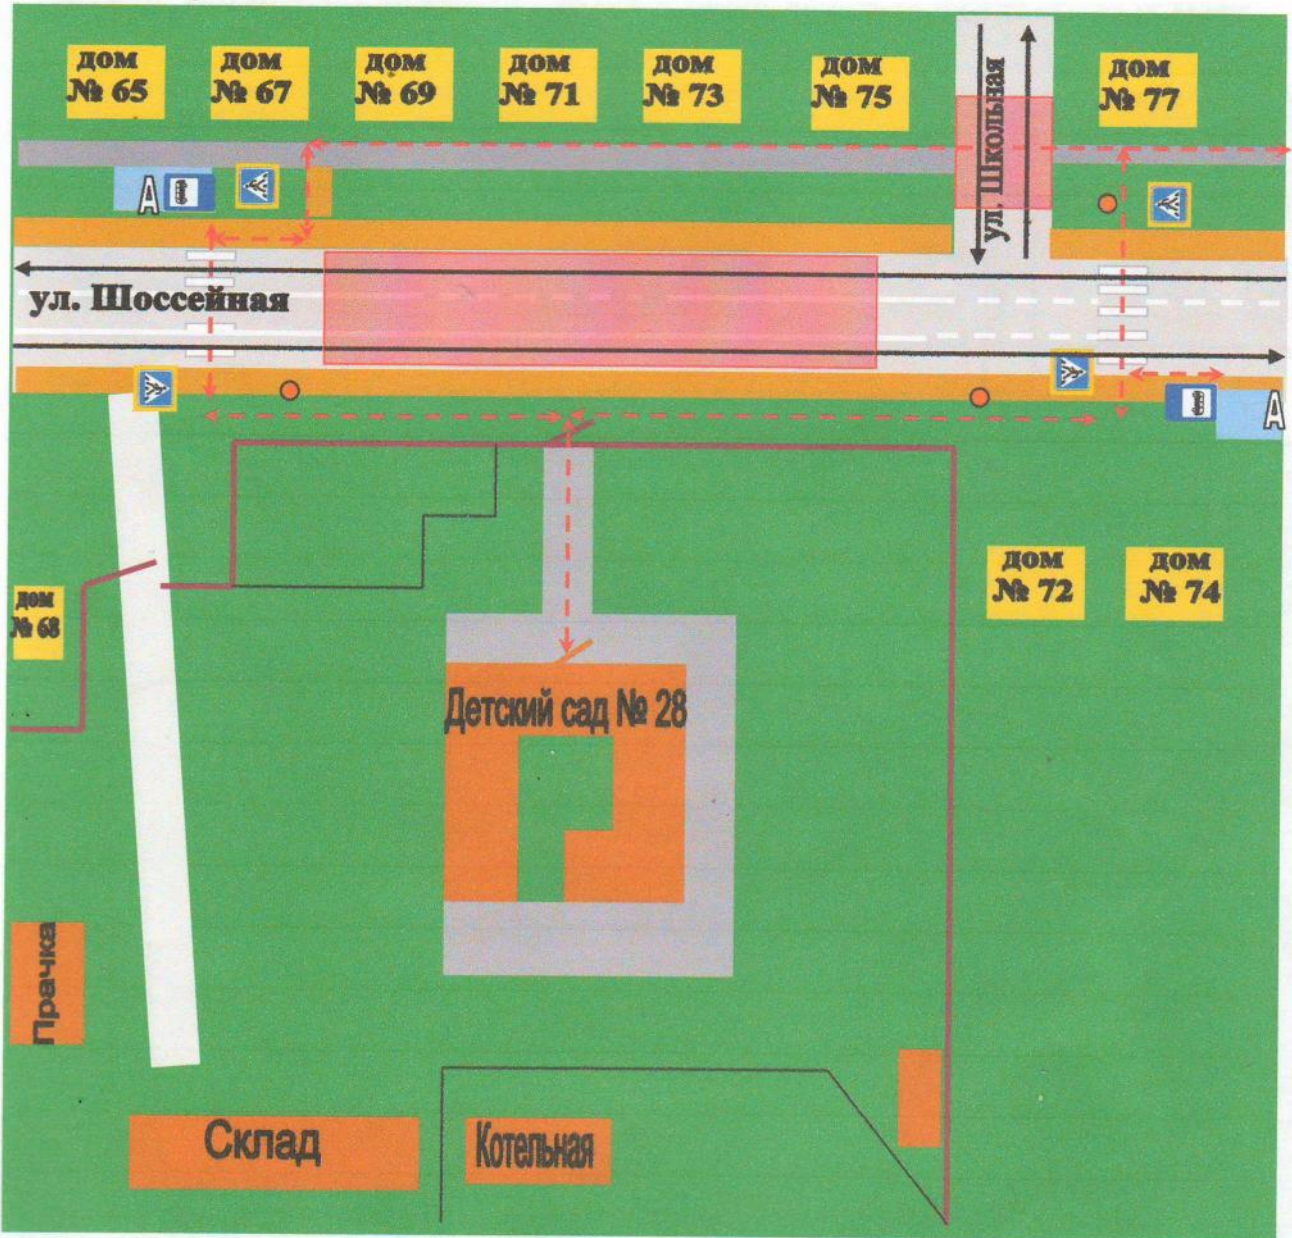 дом
№ 65
дом
№ 67
дом
№ 69
дом
№ 71
дом
№ 73
дом
№ 75
дом
№ 77
ул. Школьная
А
ул. Шоссейная
А
дом
№ 68
дом
№ 72
дом
№ 74
Детский сад № 28
Прачка
Склад
Котельная